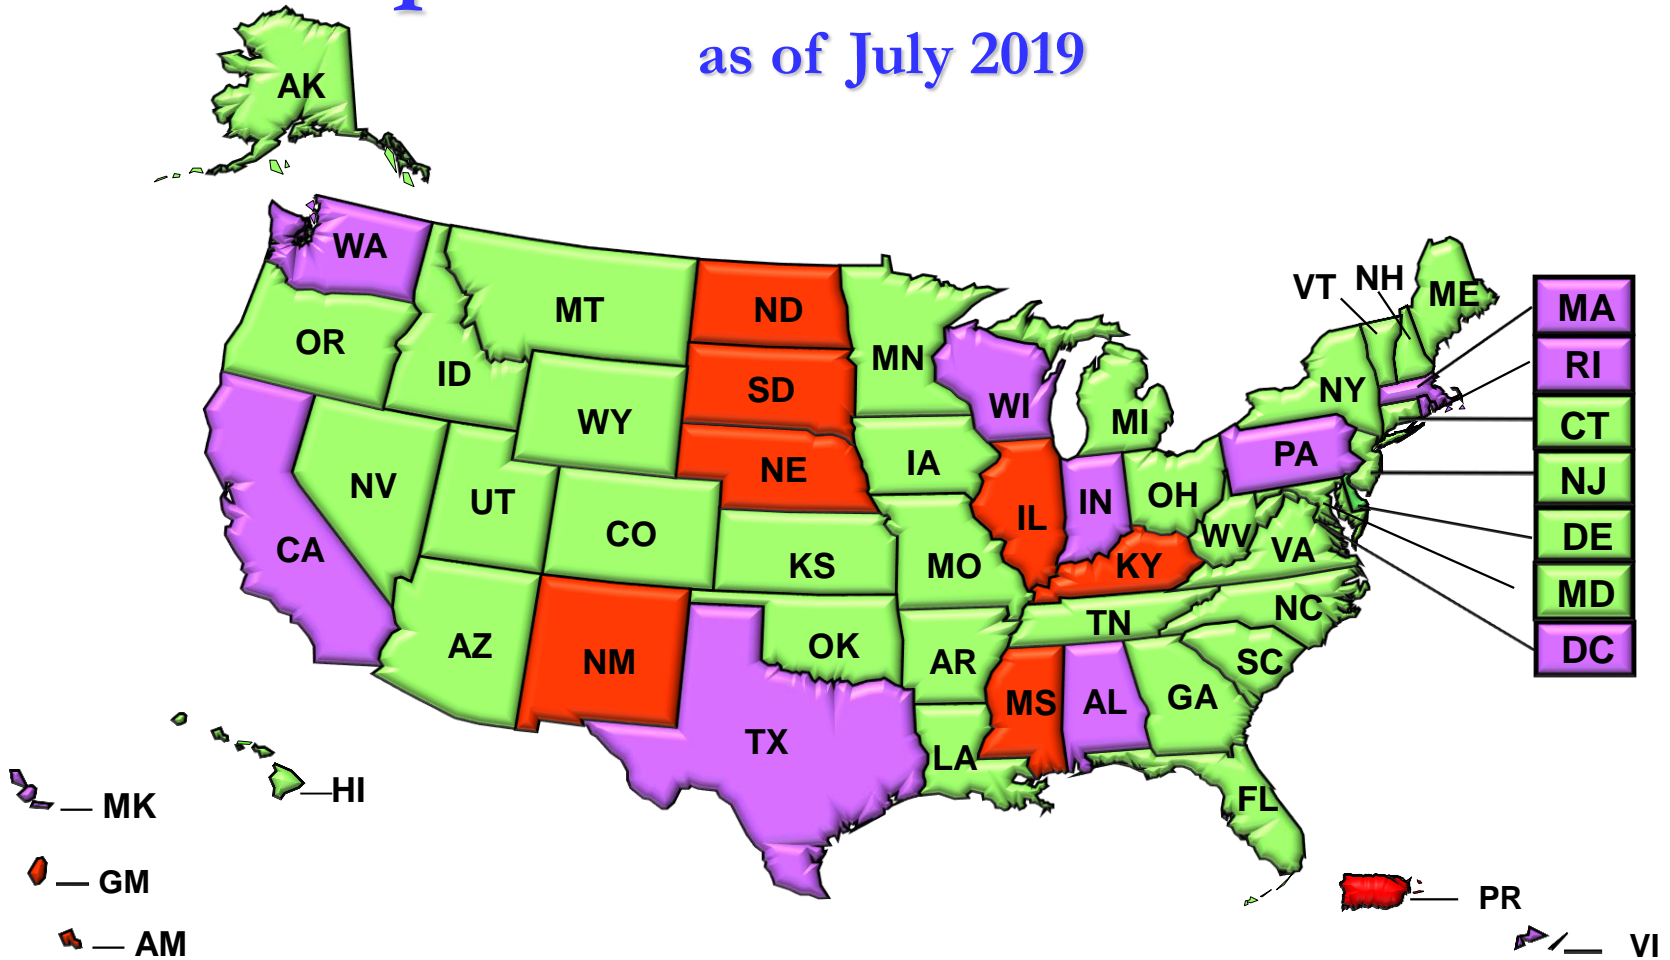 as of July 2019
AK
WA
MT
ND
MN
OR
ID
WY
SD
WI
MI
NY
VT
NH
ME
MA
RI
CT
NJ
DE
MD
DC
NV
UT
CO
NE
IA
IL
IN
OH
PA
WV
VA
CA
KS
MO
KY
TN
NC
AZ
NM
OK
AR
SC
TX
LA
MS
AL
GA
FL
HI
MK
GM
AM
PR
VI